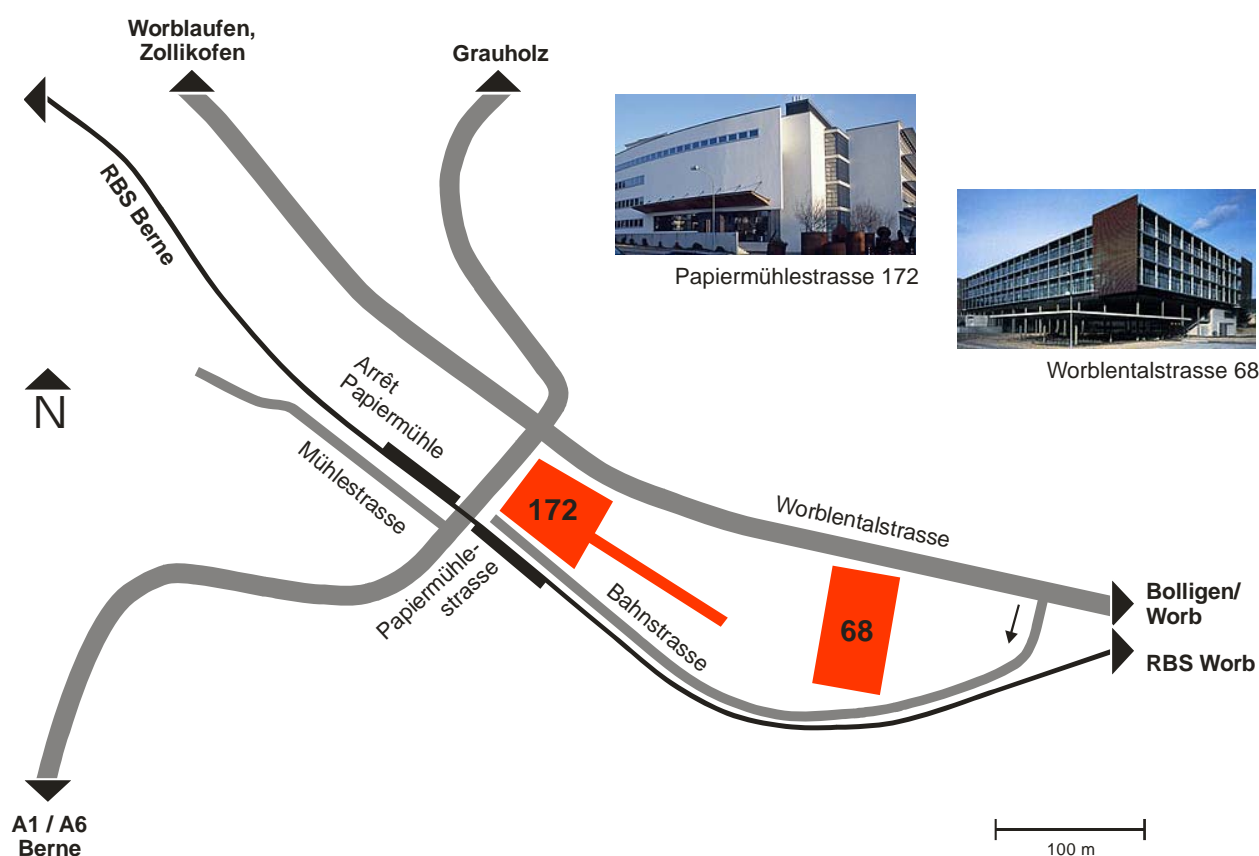 Worblaufen,
Zollikofen
Grauholz
RBS Berne
Papiermühlestrasse 172
Worblentalstrasse 68
N
Arrêt
Papiermühle
Mühlestrasse
172
Worblentalstrasse
Papiermühle-
strasse
Bahnstrasse
68
Bolligen/
Worb
RBS Worb
A1 / A6
Berne
100 m